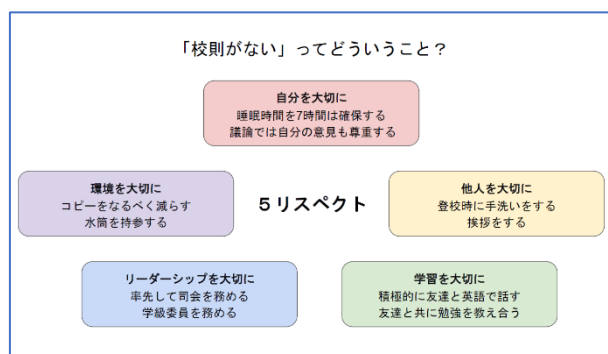 「校則がない」ってどういうこと？
自分を大切に
睡眠時間を7時間は確保する
議論では自分の意見も尊重する
環境を大切に
コピーをなるべく減らす
水筒を持参する
５リスペクト
他人を大切に
登校時に手洗いをする
挨拶をする
リーダーシップを大切に
率先して司会を務める
学級委員を務める
学習を大切に
積極的に友達と英語で話す
友達と共に勉強を教え合う